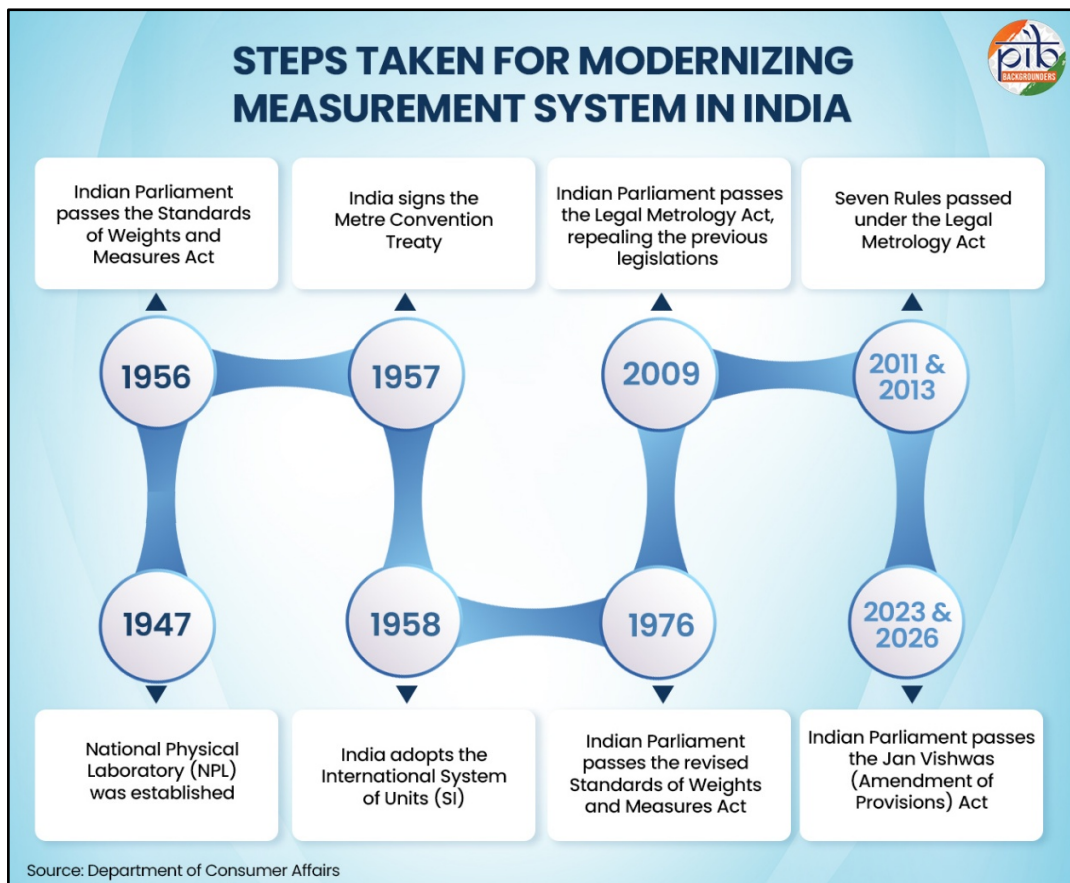 STEPS TAKEN FOR MODERNIZING
MEASUREMENT SYSTEM IN INDIA
pib
BACKGROUNDERS
Indian Parliament
passes the Standards
of Weights and
Measures Act
India signs the
Metre Convention
Treaty
Indian Parliament passes
the Legal Metrology Act,
repealing the previous
legislations
Seven Rules passed
under the Legal
Metrology Act
1956
1957
2009
2011 &
2013
1947
1958
1976
2023 &
2026
National Physical
Laboratory (NPL)
was established
India adopts the
International System
of Units (SI)
Indian Parliament
passes the revised
Standards of Weights
and Measures Act
Indian Parliament passes
the Jan Vishwas
(Amendment of
Provisions) Act
Source: Department of Consumer Affairs